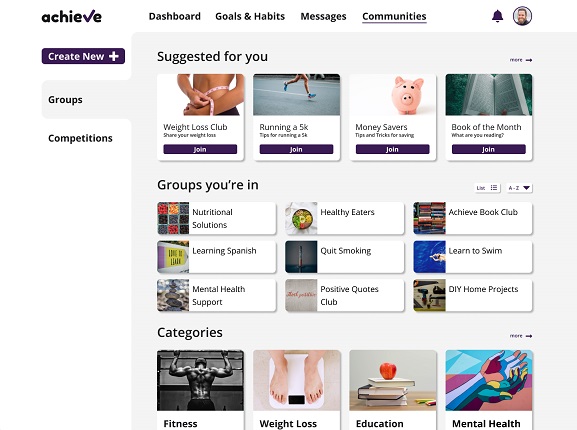 achieve
Dashboard
Goals & Habits
Messages
Communities
Create New
Groups
Competitions
Suggested for you
more
Weight Loss Club
Share your weight loss
Join
Running a 5k
Tips for running a 5k
Join
Money Savers
Tips and Tricks for saving
Join
Book of the Month
What are you reading?
Join
Groups you're in
List
A - Z
Nutritional
Solutions
Healthy Eaters
Achieve Book Club
Learning Spanish
Quit Smoking
Learn to Swim
Mental Health
Support
Positive Quotes
Club
DIY Home Projects
Categories
more
Fitness
Weight Loss
Education
Mental Health